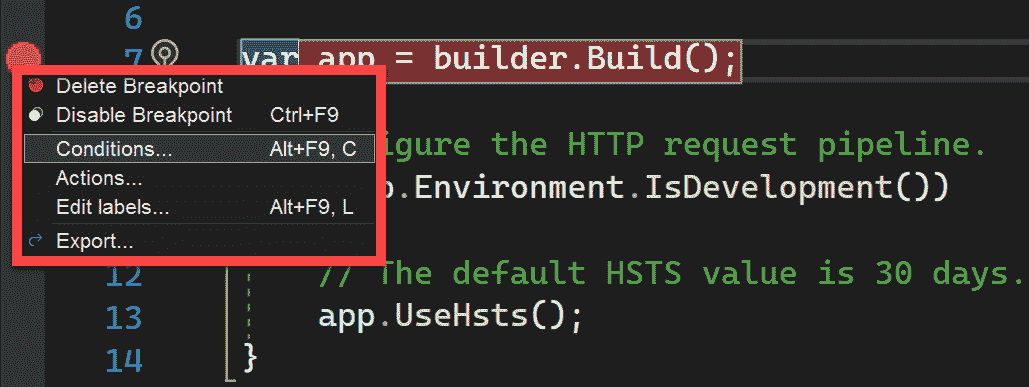 6
7 var app = builder.Build();
Delete Breakpoint
Disable Breakpoint Ctrl+F9
Conditions... Alt+F9, C
igure the HTTP request pipeline.
Actions...
.Environment.IsDevelopment())
Edit labels... Alt+F9, L
Export...
12 // The default HSTS value is 30 days.
13 app.UseHsts();
14 }